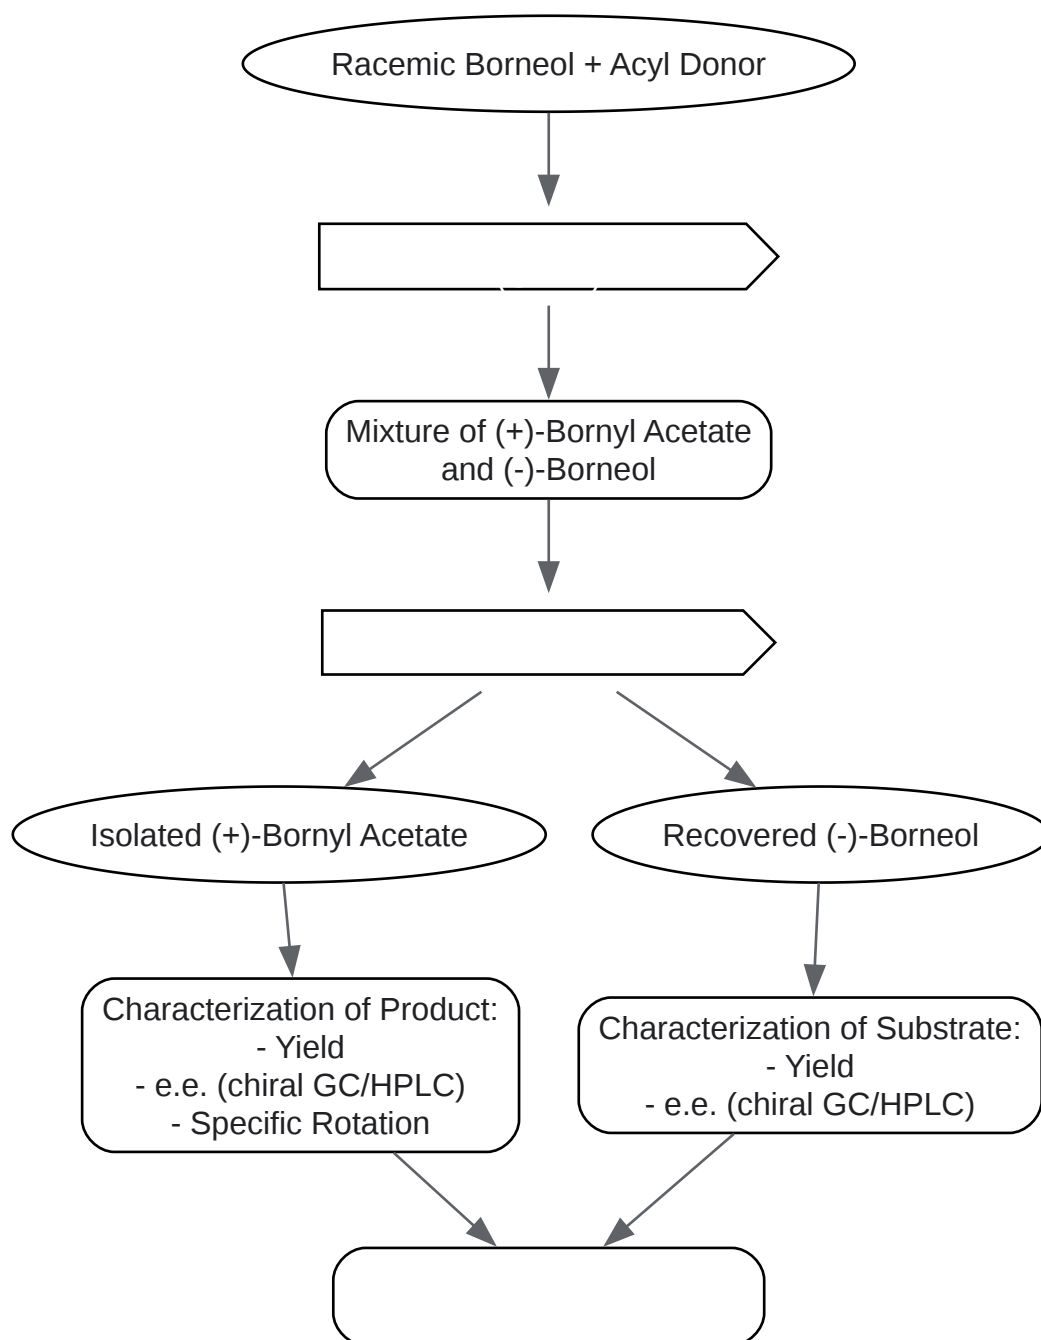 Racemic Borneol + Acyl Donor
Mixture of (+)-Bornyl Acetate
and (-)-Borneol
Isolated (+)-Bornyl Acetate
Recovered (-)-Borneol
Characterization of Product:
- Yield
- e.e. (chiral GC/HPLC)
- Specific Rotation
Characterization of Substrate:
- Yield
- e.e. (chiral GC/HPLC)